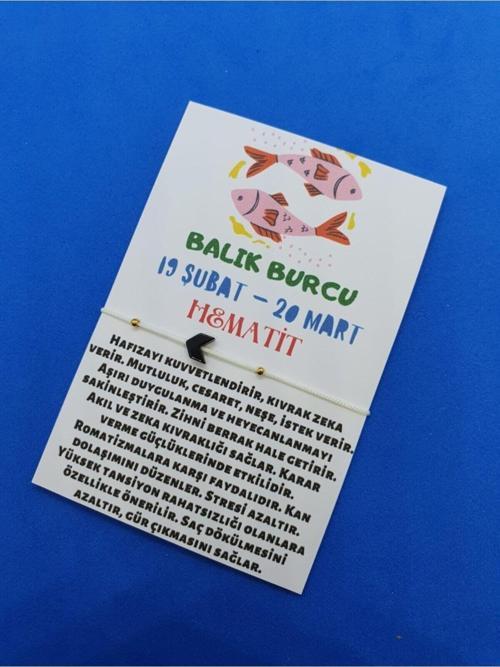 BALIK BURCU
19 ŞUBAT – 20 MART
HEMATİT
HAFIZAYI KUVVETLENDİRİR, KIVRAK ZEKA
VERİR. MUTLULUK, CESARET, NEŞE, İSTEK VERİR.
AŞIRI DUYGULANMA VE HEYECANLANMAYI
SAKİNLEŞTİRİR. ZİHNİ BERRAK HALE GETİRİR.
AKIL VE ZEKA KIVRAKLIĞI SAĞLAR. KARAR
VERME GÜÇLÜKLERİNDE ETKİLİDİR.
ROMATİZMALARA KARŞI FAYDALIDIR. KAN
DOLAŞIMINI DÜZENLER. STRESİ AZALTIR.
YÜKSEK TANSİYON RAHATSIZLIĞI OLANLARA
ÖZELLİKLE ÖNERİLİR. SAÇ DÖKÜLMESİNİ
AZALTIR, GÜR ÇIKMASINI SAĞLAR.